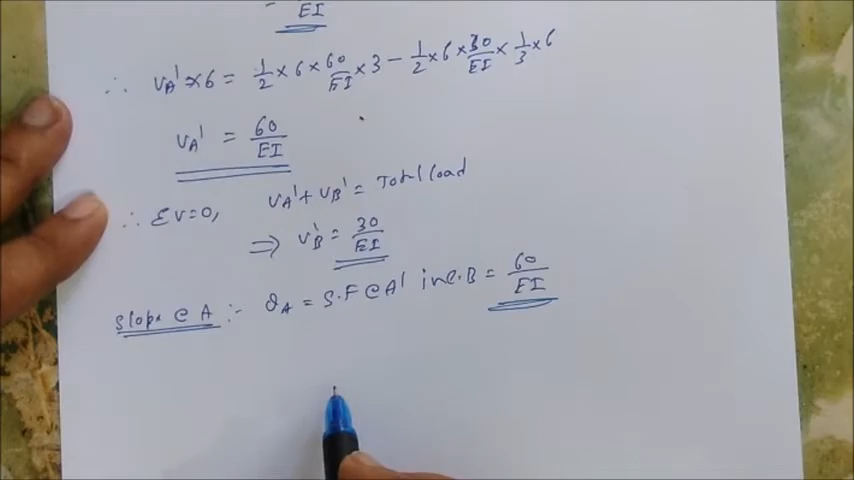 EI
∴ VA' × 6 = 1/2 × 6 × 60/EI × 3 − 1/2 × 6 × 30/EI × 1/3 × 6
VA' = 60/EI
∴ ΣV=0, VA' + VB' = Total load
⇒ VB' = 30/EI
Slope @ A :- θA = S.F @ A' in C.B = 60/EI